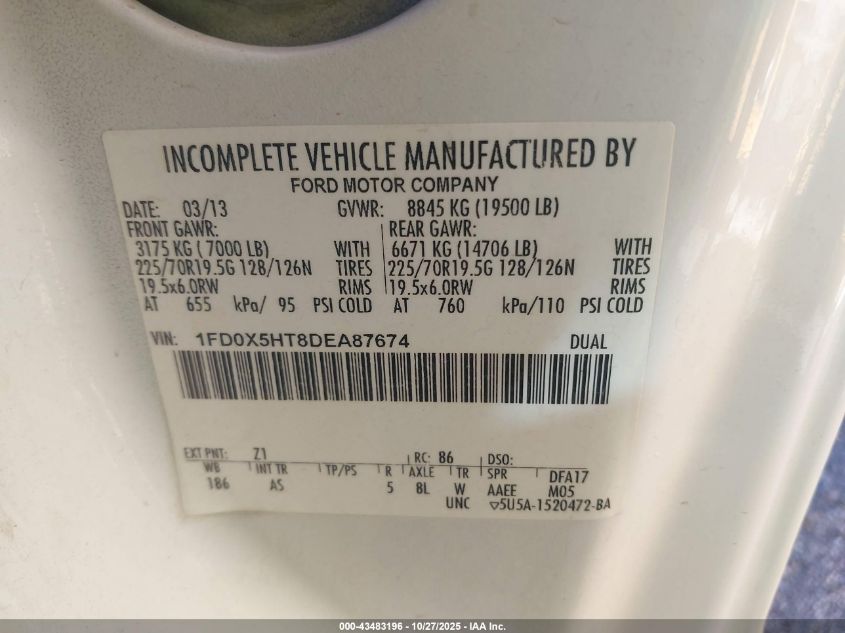 INCOMPLETE VEHICLE MANUFACTURED BY
FORD MOTOR COMPANY
DATE: 03/13 GVWR: 8845 KG (19500 LB)
FRONT GAWR: REAR GAWR:
3175 KG ( 7000 LB) WITH 6671 KG (14706 LB) WITH
225/70R19.5G 128/126N TIRES 225/70R19.5G 128/126N TIRES
19.5x6.0RW RIMS 19.5x6.0RW RIMS
AT 655 kPa/ 95 PSI COLD AT 760 kPa/110 PSI COLD
VIN: 1FD0X5HT8DEA87674 DUAL
EXT PNT: Z1 RC: 86 DSO:
WB INT TR TP/PS R AXLE TR SPR DFA17
186 AS 5 8L W AAEE M05
UNC ▽5U5A-1520472-BA
000-43483196 - 10/27/2025 - IAA Inc.